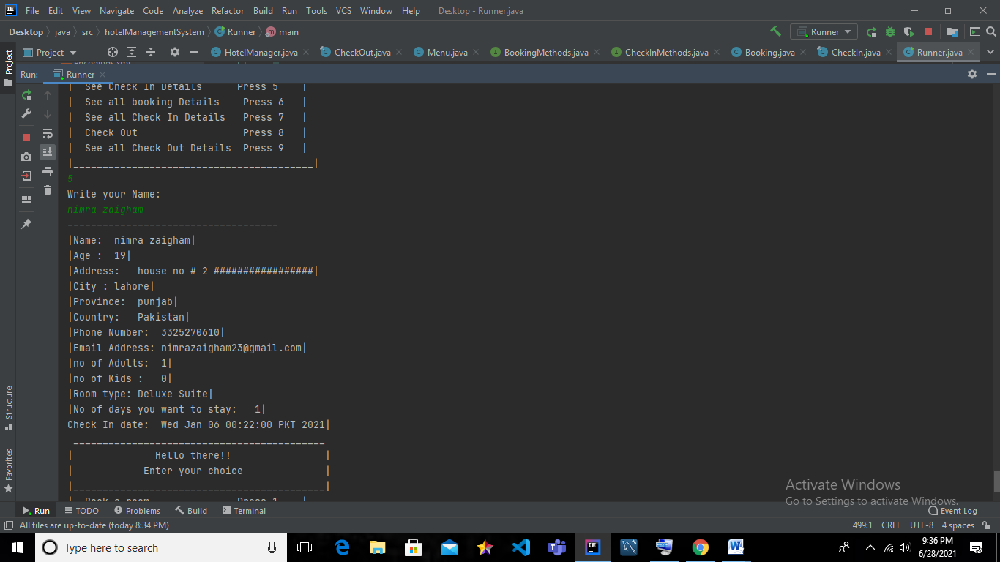 File Edit View Navigate Code Analyze Refactor Build Run Tools VCS Window Help Desktop - Runner.java
Desktop java src hotelManagementSystem Runner main Runner
Project HotelManager.java CheckOut.java Menu.java BookingMethods.java CheckInMethods.java Booking.java CheckIn.java Runner.java
Project
Run: Runner
| See Check In Details Press 5 |
| See all booking Details Press 6 |
| See all Check In Details Press 7 |
| Check Out Press 8 |
| See all Check Out Details Press 9 |
|_________________________________________|
5
Write your Name:
nimra zaigham
------------------------------------
|Name:  nimra zaigham|
|Age :  19|
|Address:   house no # 2 #################|
|City : lahore|
|Province:  punjab|
|Country:   Pakistan|
|Phone Number:  3325270610|
|Email Address: nimrazaigham23@gmail.com|
|no of Adults:  1|
|no of Kids :   0|
|Room type: Deluxe Suite|
|No of days you want to stay:   1|
Check In date:  Wed Jan 06 00:22:00 PKT 2021|
___________________________________________
| Hello there!! |
| Enter your choice |
|___________________________________________|
| Book a room Press 1 |
Structure
Favorites
Activate Windows
Go to Settings to activate Windows.
Run TODO Problems Build Terminal Event Log
All files are up-to-date (today 8:34 PM) 499:1 CRLF UTF-8 4 spaces
Type here to search
9:36 PM
6/28/2021